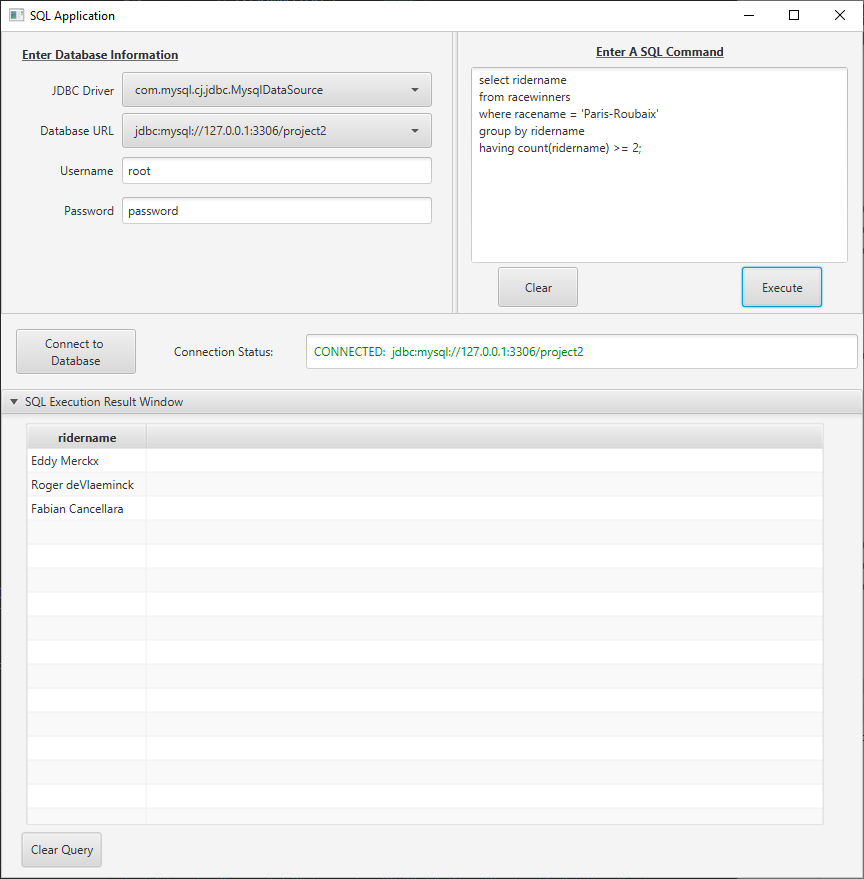 SQL Application
Enter Database Information
JDBC Driver com.mysql.cj.jdbc.MysqlDataSource
Database URL jdbc:mysql://127.0.0.1:3306/project2
Username root
Password password
Enter A SQL Command
select ridername
from racewinners
where racename = 'Paris-Roubaix'
group by ridername
having count(ridername) >= 2;
Clear Execute
Connect to
Database
Connection Status: CONNECTED: jdbc:mysql://127.0.0.1:3306/project2
SQL Execution Result Window
ridername
Eddy Merckx
Roger deVlaeminck
Fabian Cancellara
Clear Query